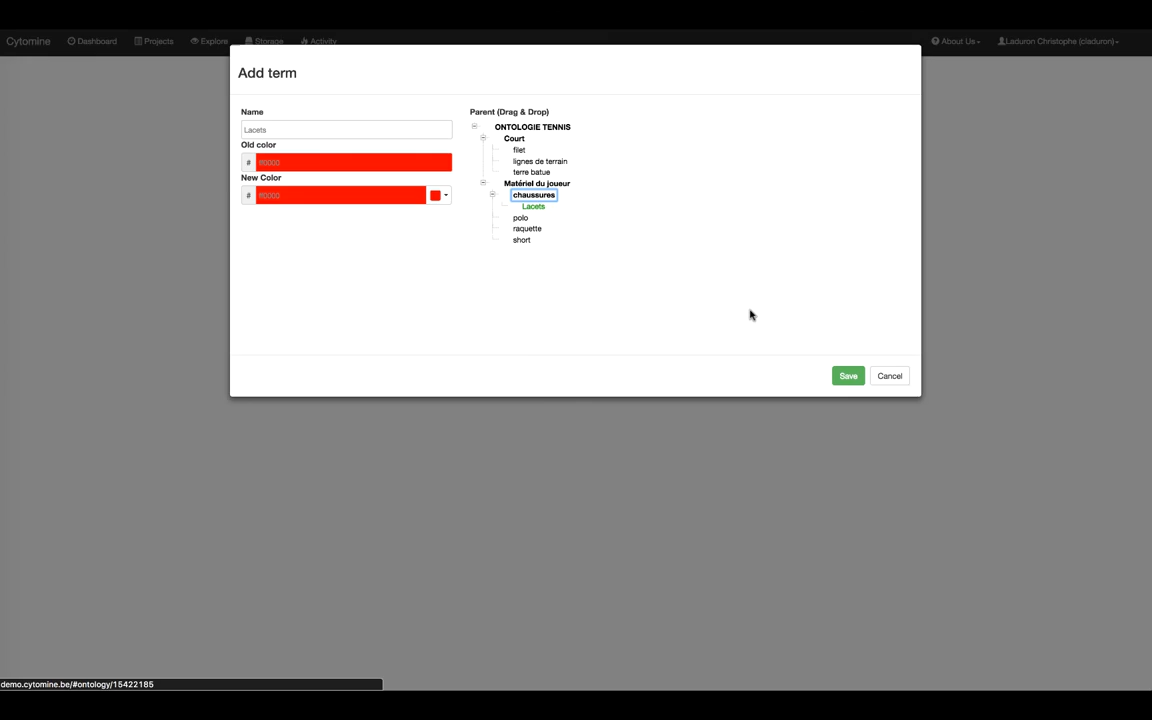 Cytomine Dashboard Projects Explore Storage Activity About Us Laduron Christophe (claduron)
Add term
Name
Lacets
Old color
# ff0000
New Color
# ff0000
Parent (Drag & Drop)
ONTOLOGIE TENNIS
Court
filet
lignes de terrain
terre batue
Matériel du joueur
chaussures
Lacets
polo
raquette
short
Save Cancel
demo.cytomine.be/#ontology/15422185